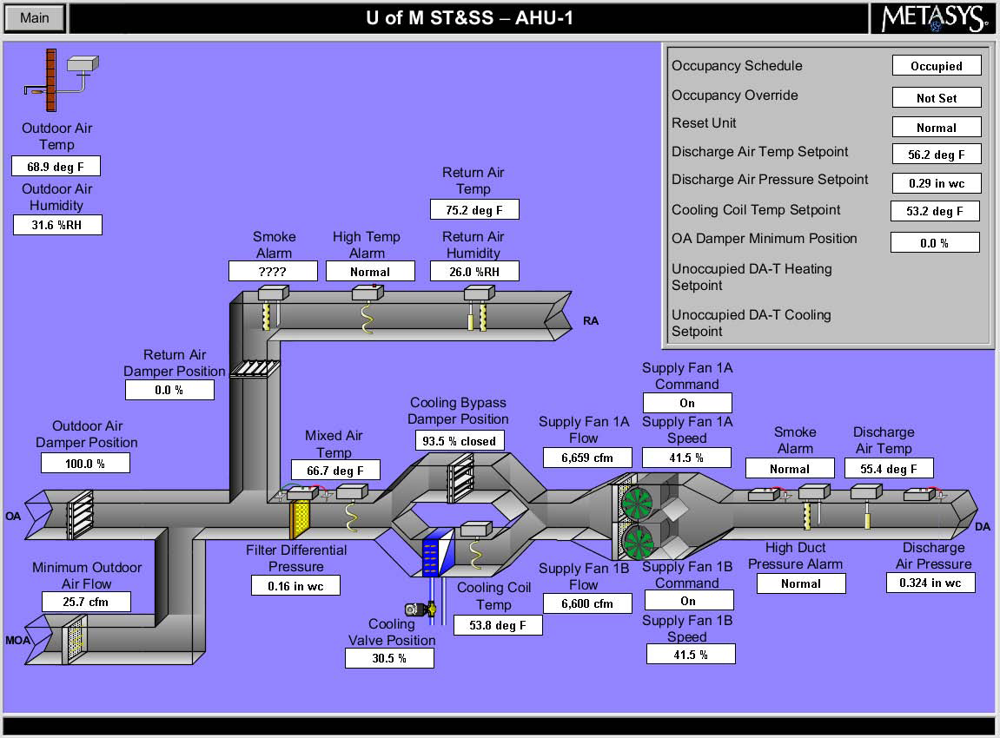 Main
U of M ST&SS – AHU-1
METASYS
Outdoor Air
Temp
68.9 deg F
Outdoor Air
Humidity
31.6 %RH
Occupancy Schedule
Occupied
Occupancy Override
Not Set
Reset Unit
Normal
Discharge Air Temp Setpoint
56.2 deg F
Discharge Air Pressure Setpoint
0.29 in wc
Cooling Coil Temp Setpoint
53.2 deg F
OA Damper Minimum Position
0.0 %
Unoccupied DA-T Heating
Setpoint
Unoccupied DA-T Cooling
Setpoint
Return Air
Temp
75.2 deg F
Smoke
Alarm
????
High Temp
Alarm
Normal
Return Air
Humidity
26.0 %RH
RA
Return Air
Damper Position
0.0 %
Outdoor Air
Damper Position
100.0 %
Mixed Air
Temp
66.7 deg F
Cooling Bypass
Damper Position
93.5 % closed
Supply Fan 1A
Flow
6,659 cfm
Supply Fan 1A
Command
On
Supply Fan 1A
Speed
41.5 %
Smoke
Alarm
Normal
Discharge
Air Temp
55.4 deg F
OA
DA
Minimum Outdoor
Air Flow
25.7 cfm
MOA
Filter Differential
Pressure
0.16 in wc
Cooling
Valve Position
30.5 %
Cooling Coil
Temp
53.8 deg F
Supply Fan 1B
Flow
6,600 cfm
Supply Fan 1B
Command
On
Supply Fan 1B
Speed
41.5 %
High Duct
Pressure Alarm
Normal
Discharge
Air Pressure
0.324 in wc